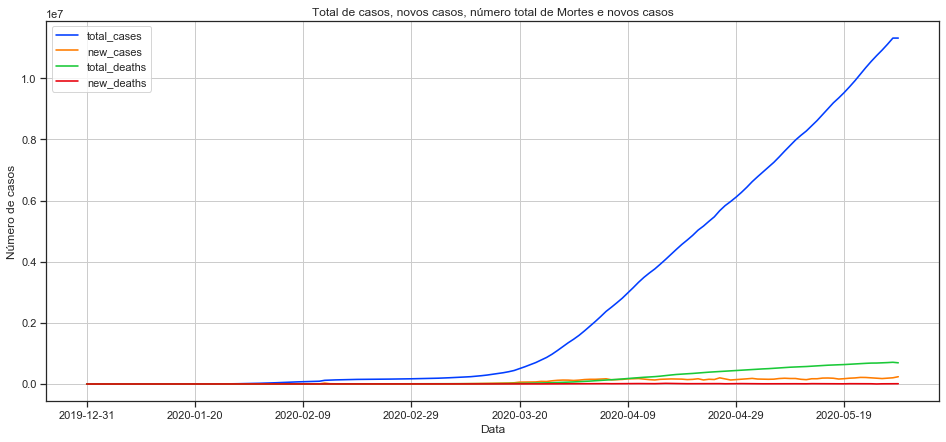 Total de casos, novos casos, número total de Mortes e novos casos
1e7
total_cases
new_cases
total_deaths
new_deaths
1.0
0.8
0.6
0.4
0.2
0.0
Número de casos
2019-12-31 2020-01-20 2020-02-09 2020-02-29 2020-03-20 2020-04-09 2020-04-29 2020-05-19
Data